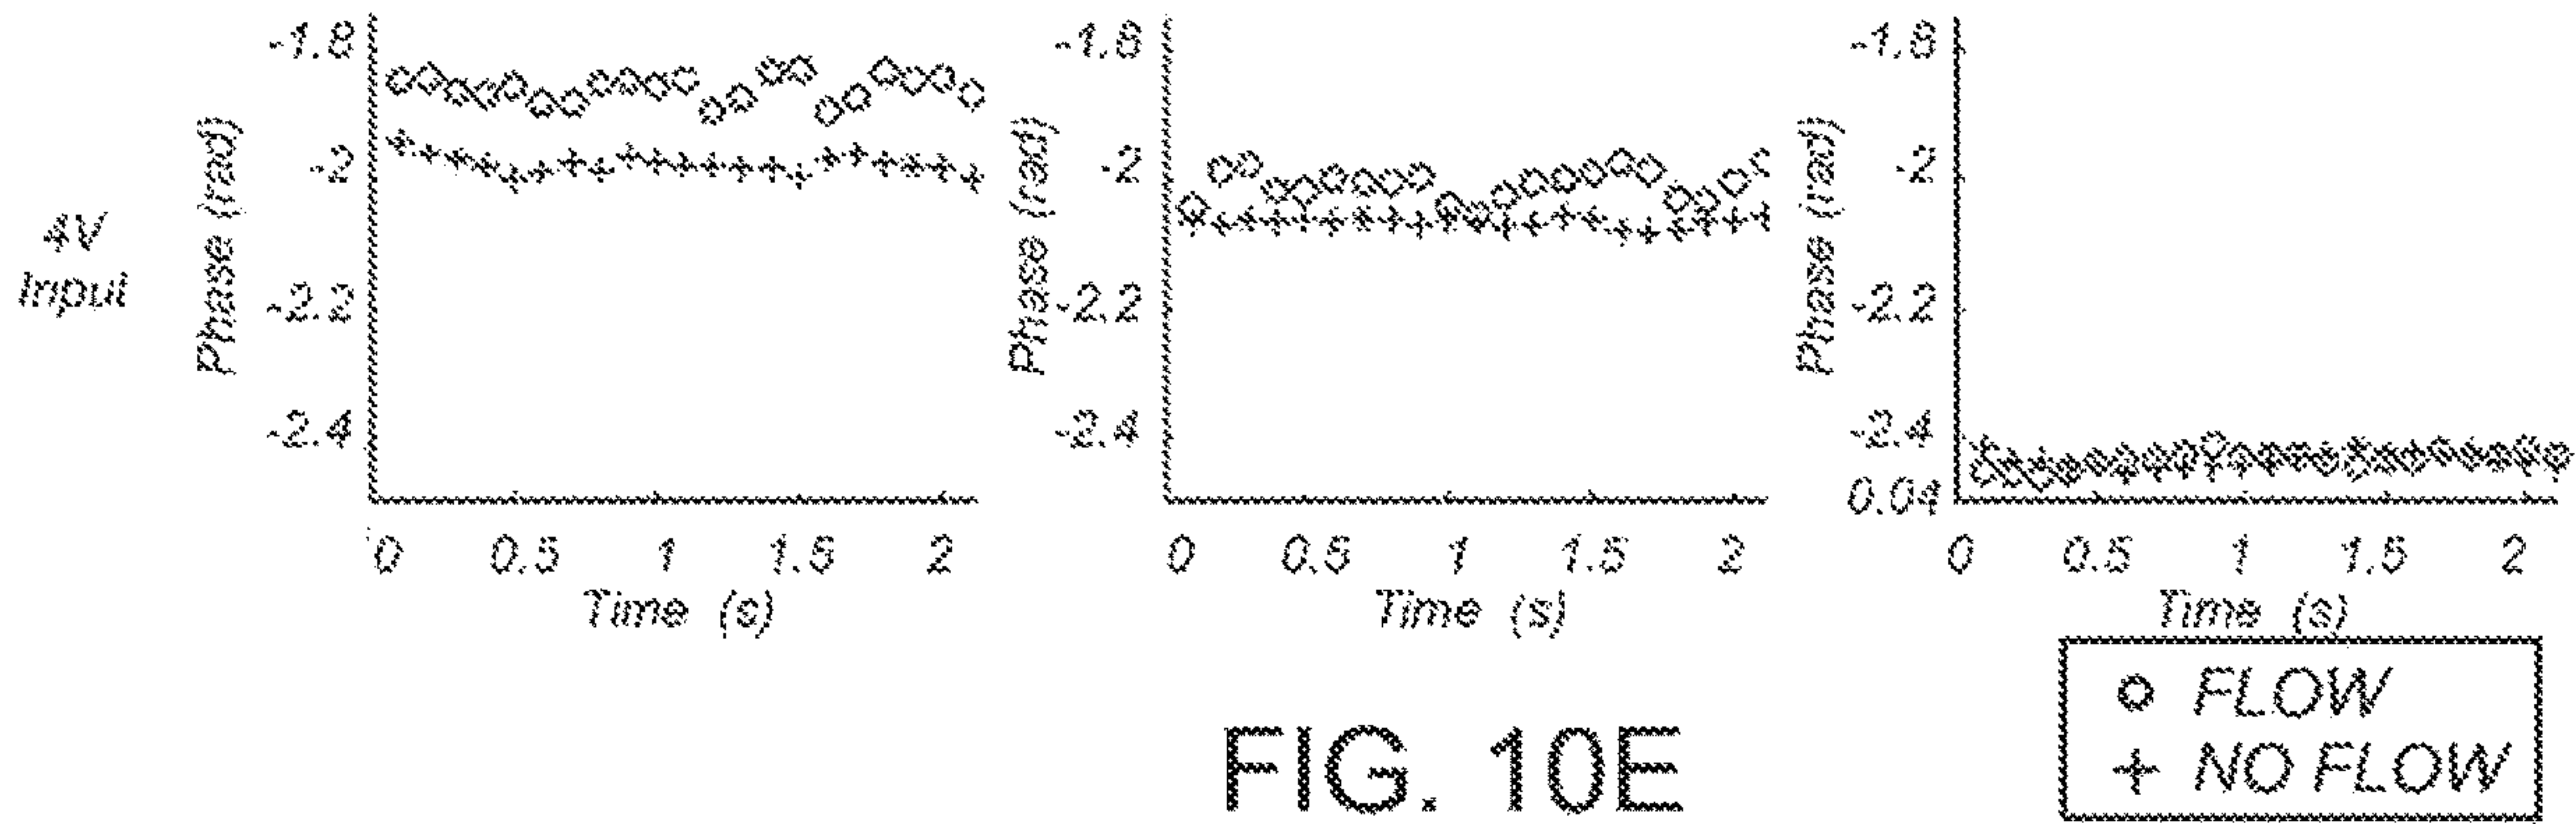 4V
Input
Phase (rad)
-1.8
-2
-2.2
-2.4
0 0.5 1 1.5 2
Time (s)
Phase (rad)
-1.8
-2
-2.2
-2.4
0 0.5 1 1.5 2
Time (s)
Phase (rad)
-1.8
-2
-2.2
-2.4
0.04
0 0.5 1 1.5 2
Time (s)
FLOW
NO FLOW
FIG. 10E